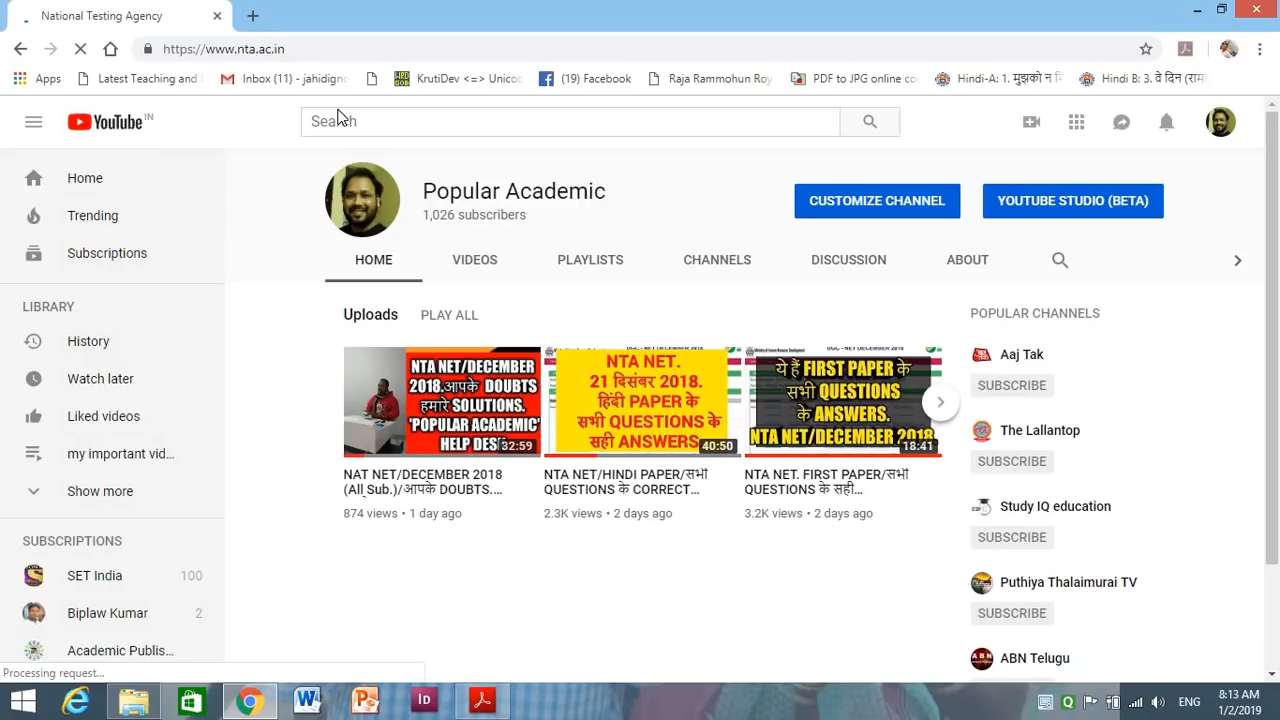 National Testing Agency
https://www.nta.ac.in
Apps
Latest Teaching and
Inbox (11) - jahidigno
KrutiDev <=> Unico
(19) Facebook
Raja Rammohun Roy
PDF to JPG online co
Hindi-A: 1. मुझको न
Hindi B: 3. वे दिन (राम
YouTube IN
Search
Home
Trending
Subscriptions
LIBRARY
History
Watch later
Liked videos
my important vid...
Show more
SUBSCRIPTIONS
SET India 100
Biplaw Kumar 2
Academic Publis...
Processing request...
Popular Academic
1,026 subscribers
CUSTOMIZE CHANNEL
YOUTUBE STUDIO (BETA)
HOME VIDEOS PLAYLISTS CHANNELS DISCUSSION ABOUT
Uploads PLAY ALL
NTA NET/DECEMBER
2018.आपके DOUBTS
हमारे SOLUTIONS.
'POPULAR ACADEMIC'
HELP DESK
32:59
NAT NET/DECEMBER 2018
(All Sub.)/आपके DOUBTS....
874 views • 1 day ago
NTA NET.
21 दिसंबर 2018.
हिंदी PAPER के
सभी QUESTIONS के
सही ANSWERS
40:50
NTA NET/HINDI PAPER/सभी
QUESTIONS के CORRECT...
2.3K views • 2 days ago
UGC - NET DECEMBER 2018
ये हैं FIRST PAPER के
सभी QUESTIONS
के ANSWERS.
NTA NET/DECEMBER 2018
18:41
NTA NET. FIRST PAPER/सभी
QUESTIONS के सही...
3.2K views • 2 days ago
POPULAR CHANNELS
Aaj Tak
SUBSCRIBE
The Lallantop
SUBSCRIBE
Study IQ education
SUBSCRIBE
Puthiya Thalaimurai TV
SUBSCRIBE
ABN Telugu
ENG
8:13 AM
1/2/2019